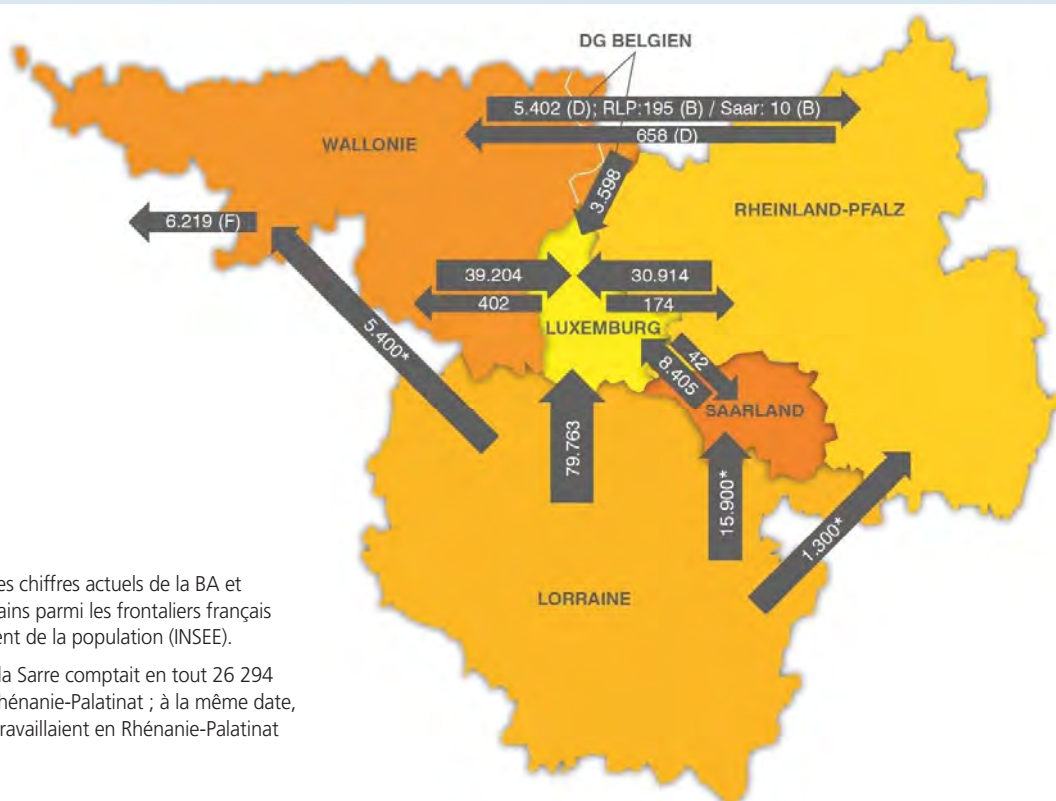 DG BELGIEN
5.402 (D); RLP:195 (B) / Saar: 10 (B)
658 (D)
WALLONIE
3.598
RHEINLAND-PFALZ
6.219 (F)
39.204
30.914
402
174
LUXEMBURG
5.400*
42
8.405
SAARLAND
79.763
15.900*
1.300*
LORRAINE
es chiffres actuels de la BA et
ains parmi les frontaliers français
ent de la population (INSEE).
la Sarre comptait en tout 26 294
hénanie-Palatinat ; à la même date,
ravaillaient en Rhénanie-Palatinat